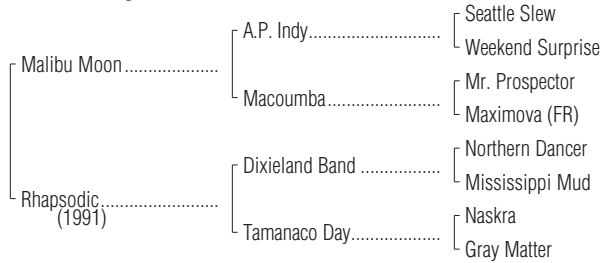 Seattle Slew
A.P. Indy....................................
Weekend Surprise
Malibu Moon .........................
Mr. Prospector
Macoumba...............................
Maximova (FR)
Northern Dancer
Dixieland Band ......................
Mississippi Mud
Rhapsodic...............................
(1991)
Naskra
Tamanaco Day........................
Gray Matter